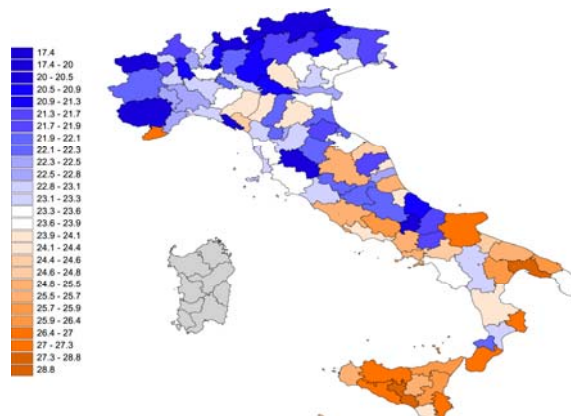 17.4
17.4 - 20
20 - 20.5
20.5 - 20.9
20.9 - 21.3
21.3 - 21.7
21.7 - 21.9
21.9 - 22.1
22.1 - 22.3
22.3 - 22.5
22.5 - 22.8
22.8 - 23.1
23.1 - 23.3
23.3 - 23.6
23.6 - 23.9
23.9 - 24.1
24.1 - 24.4
24.4 - 24.6
24.6 - 24.8
24.8 - 25.5
25.5 - 25.7
25.7 - 25.9
25.9 - 26.4
26.4 - 27
27 - 27.3
27.3 - 28.8
28.8